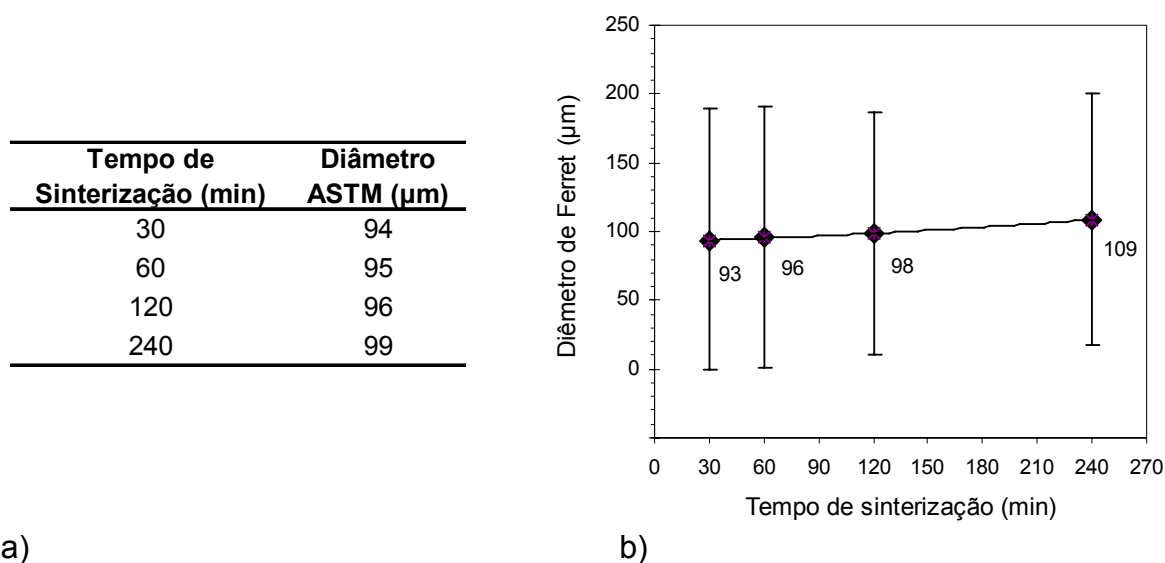 Tempo de Sinterização (min) Diâmetro ASTM (µm)
30 94
60 95
120 96
240 99
a)
Diêmetro de Ferret (µm)
250
200
150
100
50
0
93
96
98
109
0 30 60 90 120 150 180 210 240 270
Tempo de sinterização (min)
b)